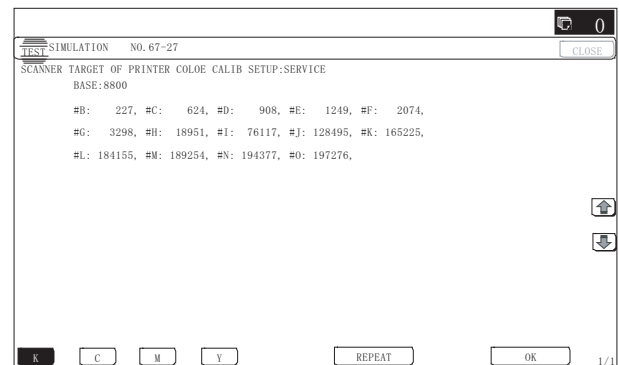 0
TEST SIMULATION NO.67-27
CLOSE
SCANNER TARGET OF PRINTER COLOE CALIB SETUP:SERVICE
BASE:8800
#B: 227, #C: 624, #D: 908, #E: 1249, #F: 2074,
#G: 3298, #H: 18951, #I: 76117, #J: 128495, #K: 165225,
#L: 184155, #M: 189254, #N: 194377, #O: 197276,
K C M Y REPEAT OK 1/1